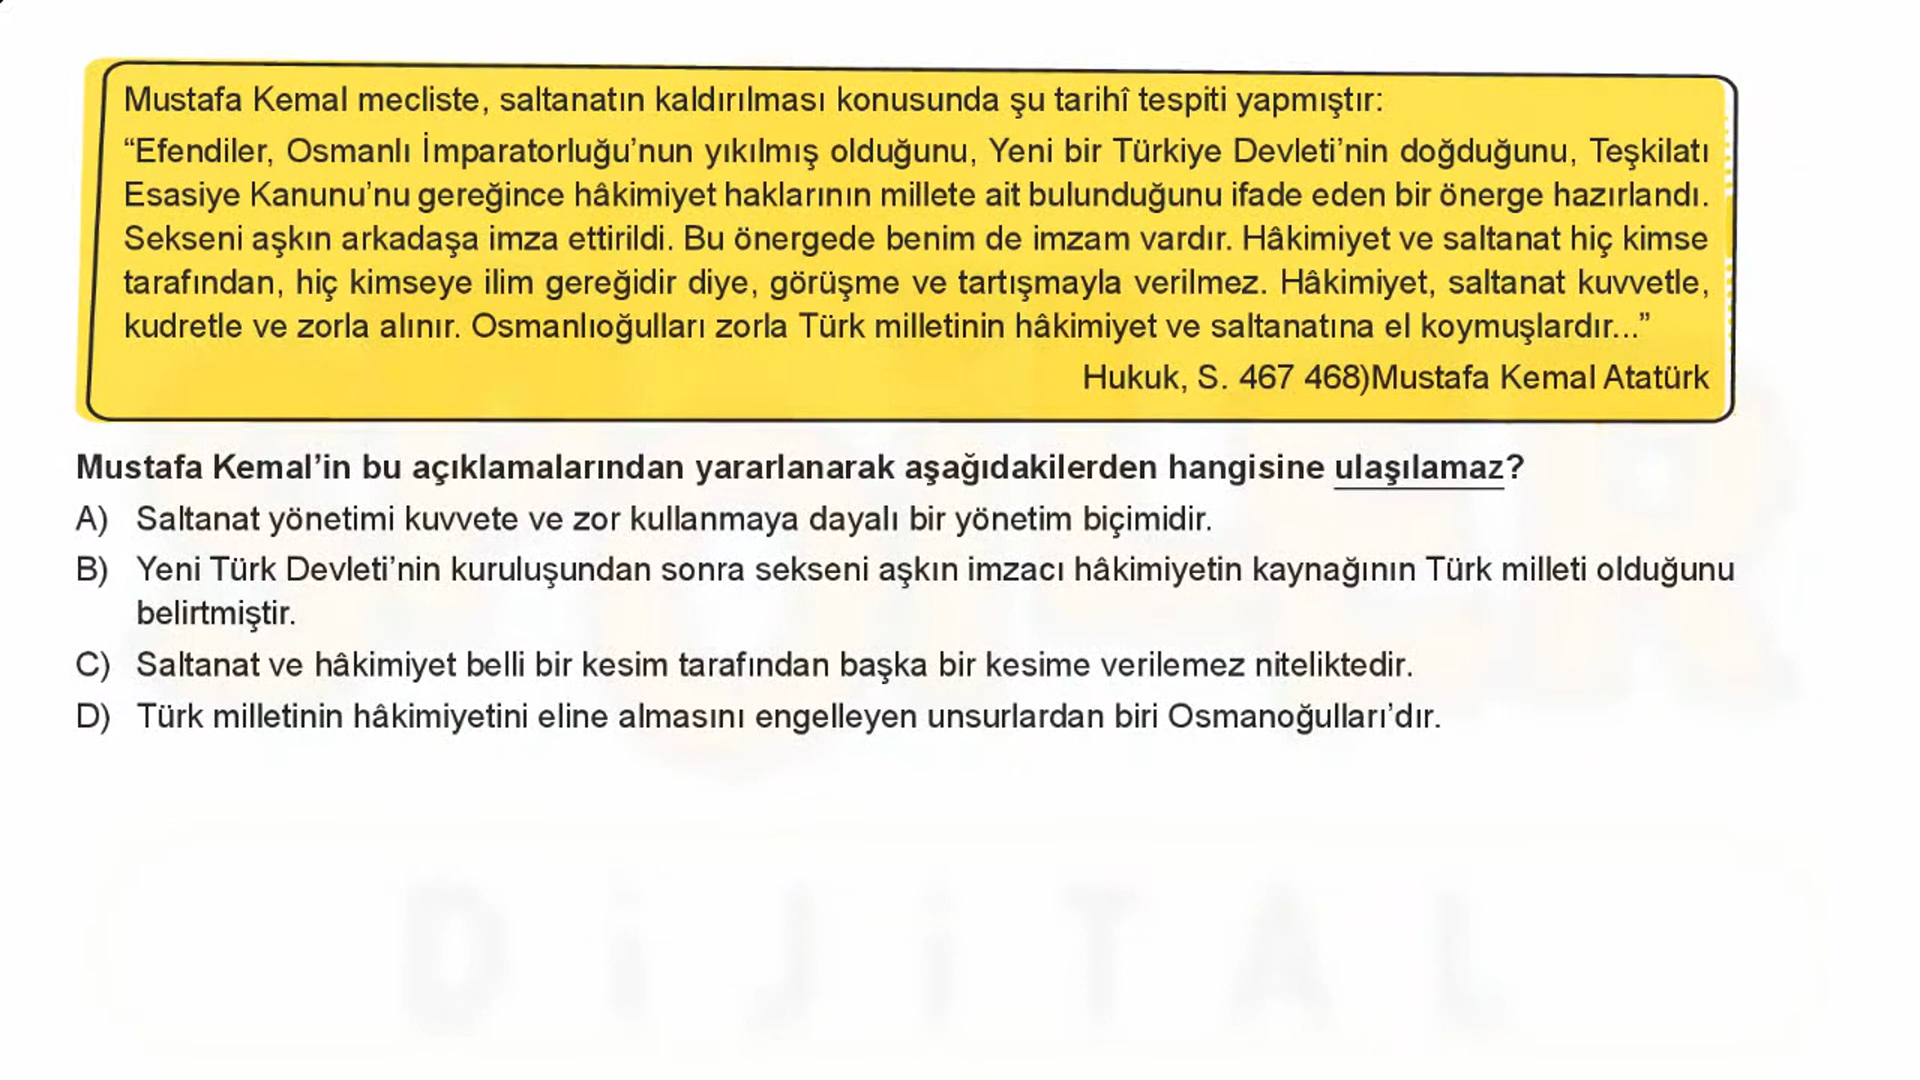 Mustafa Kemal mecliste, saltanatın kaldırılması konusunda şu tarihî tespiti yapmıştır:
“Efendiler, Osmanlı İmparatorluğu’nun yıkılmış olduğunu, Yeni bir Türkiye Devleti’nin doğduğunu, Teşkilatı
Esasiye Kanunu’nu gereğince hâkimiyet haklarının millete ait bulunduğunu ifade eden bir önerge hazırlandı.
Sekseni aşkın arkadaşa imza ettirildi. Bu önergede benim de imzam vardır. Hâkimiyet ve saltanat hiç kimse
tarafından, hiç kimseye ilim gereğidir diye, görüşme ve tartışmayla verilmez. Hâkimiyet, saltanat kuvvetle,
kudretle ve zorla alınır. Osmanlıoğulları zorla Türk milletinin hâkimiyet ve saltanatına el koymuşlardır...”
Hukuk, S. 467 468)Mustafa Kemal Atatürk
Mustafa Kemal’in bu açıklamalarından yararlanarak aşağıdakilerden hangisine ulaşılamaz?
A) Saltanat yönetimi kuvvete ve zor kullanmaya dayalı bir yönetim biçimidir.
B) Yeni Türk Devleti’nin kuruluşundan sonra sekseni aşkın imzacı hâkimiyetin kaynağının Türk milleti olduğunu
belirtmiştir.
C) Saltanat ve hâkimiyet belli bir kesim tarafından başka bir kesime verilemez niteliktedir.
D) Türk milletinin hâkimiyetini eline almasını engelleyen unsurlardan biri Osmanoğulları’dır.
DİJİTAL